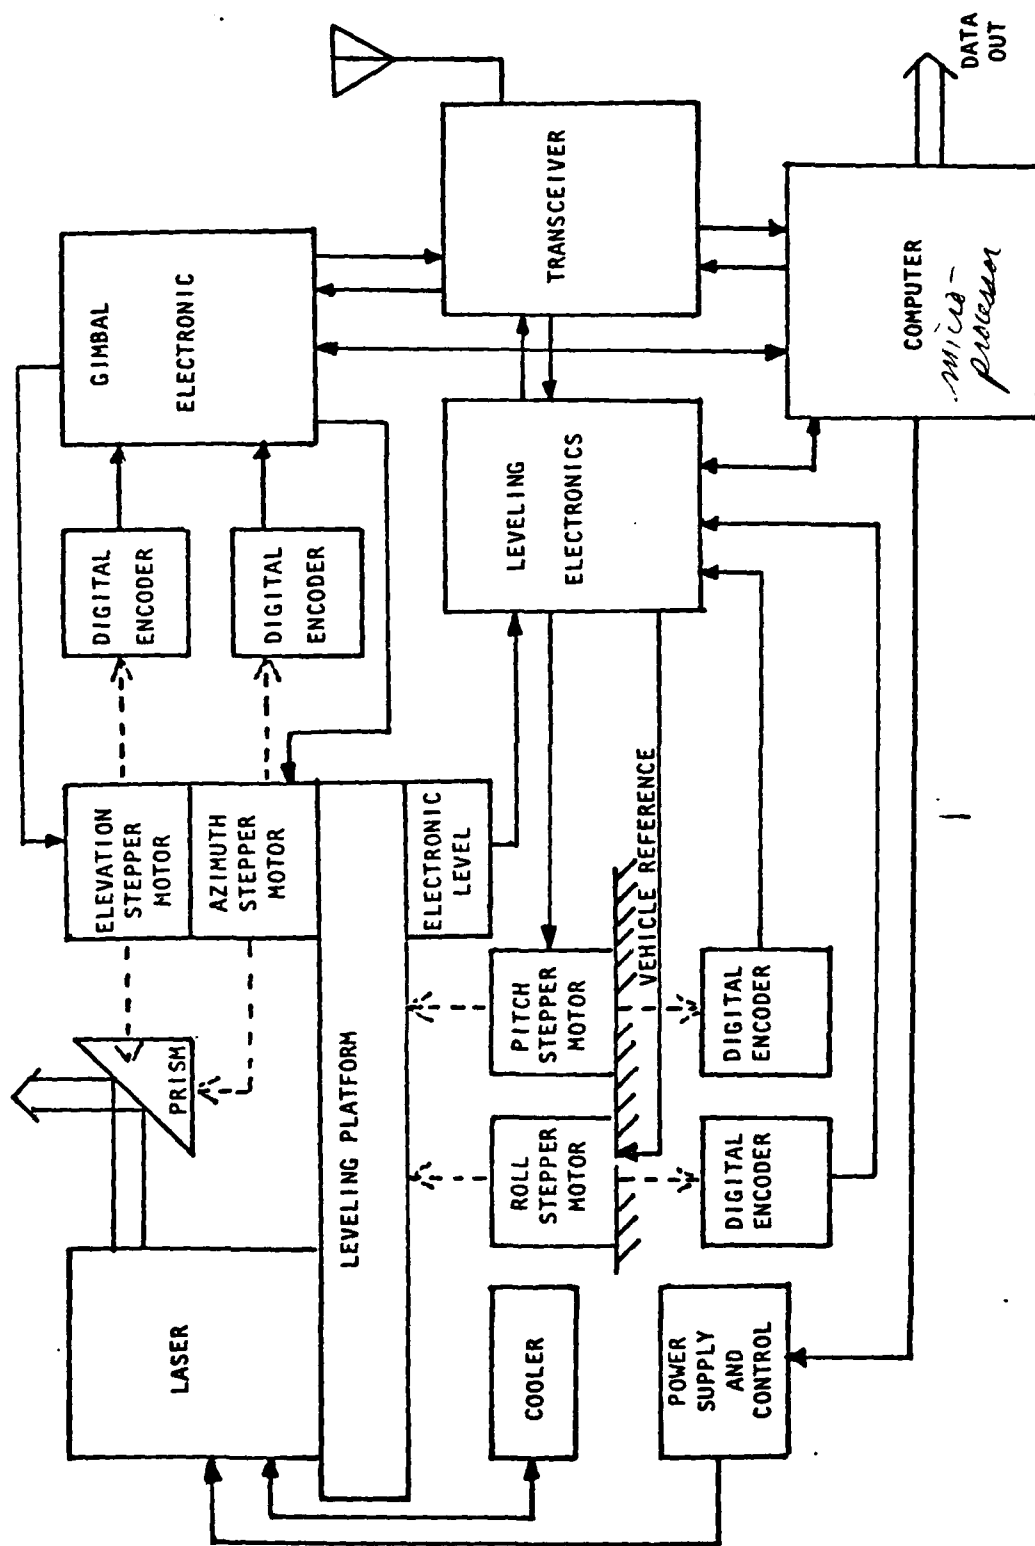 LASER
PRISM
ELEVATION
STEPPER
MOTOR
AZIMUTH
STEPPER
MOTOR
DIGITAL
ENCODER
DIGITAL
ENCODER
GIMBAL
ELECTRONIC
LEVELING PLATFORM
ELECTRONIC
LEVEL
COOLER
ROLL
STEPPER
MOTOR
PITCH
STEPPER
MOTOR
VEHICLE REFERENCE
LEVELING
ELECTRONICS
TRANSCEIVER
POWER
SUPPLY
AND
CONTROL
DIGITAL
ENCODER
DIGITAL
ENCODER
COMPUTER
micro-
processor
DATA
OUT